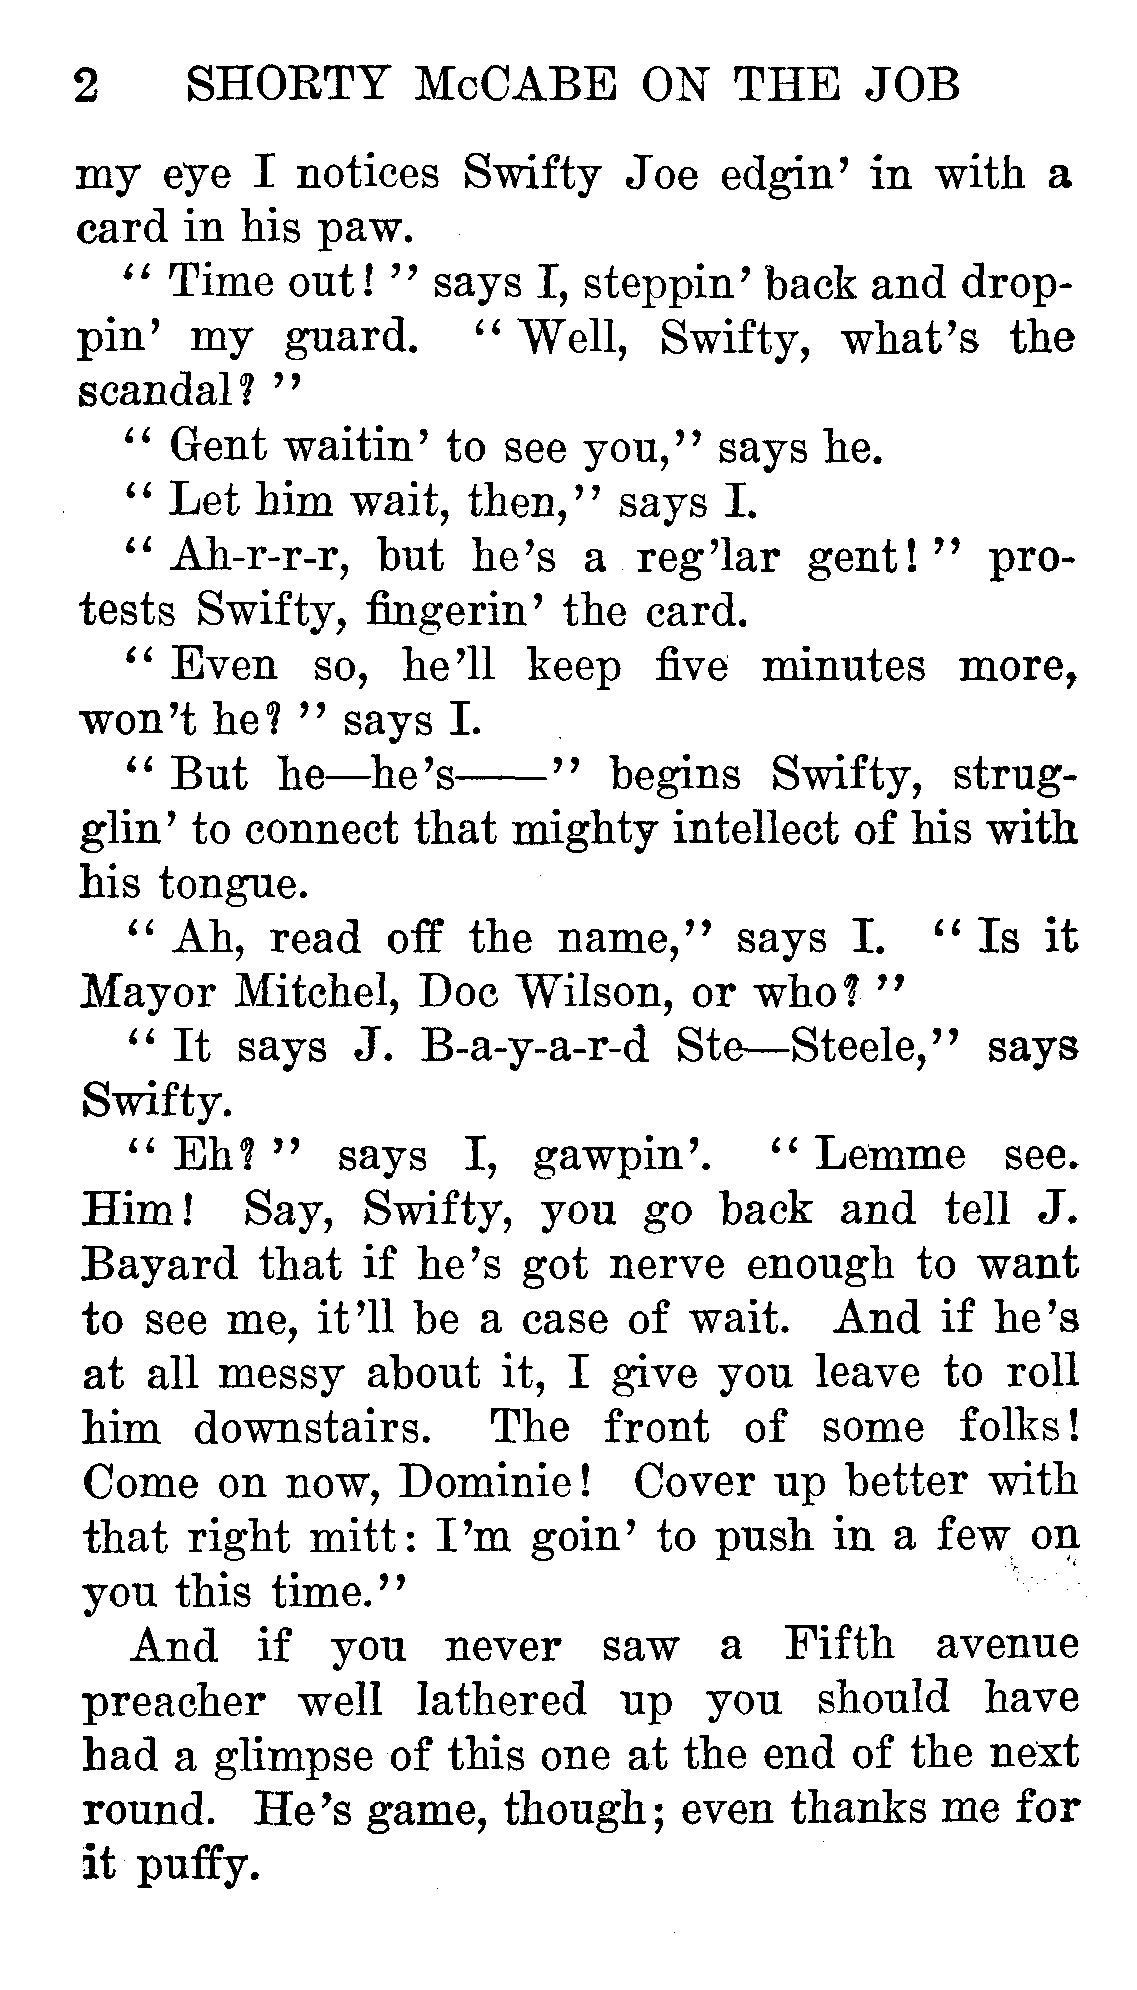 2 SHORTY McCABE ON THE JOB
my eye I notices Swifty Joe edgin' in with a
card in his paw.
“ Time out! ” says I, steppin' back and drop-
pin' my guard. “ Well, Swifty, what's the
scandal? ”
“ Gent waitin' to see you,” says he.
“ Let him wait, then,” says I.
“ Ah-r-r-r, but he's a reg'lar gent! ” pro-
tests Swifty, fingerin' the card.
“ Even so, he'll keep five minutes more,
won't he? ” says I.
“ But he—he's——” begins Swifty, strug-
glin' to connect that mighty intellect of his with
his tongue.
“ Ah, read off the name,” says I. “ Is it
Mayor Mitchel, Doc Wilson, or who? ”
“ It says J. B-a-y-a-r-d Ste—Steele,” says
Swifty.
“ Eh? ” says I, gawpin'. “ Lemme see.
Him! Say, Swifty, you go back and tell J.
Bayard that if he's got nerve enough to want
to see me, it'll be a case of wait. And if he's
at all messy about it, I give you leave to roll
him downstairs. The front of some folks!
Come on now, Dominie! Cover up better with
that right mitt: I'm goin' to push in a few on
you this time.”
And if you never saw a Fifth avenue
preacher well lathered up you should have
had a glimpse of this one at the end of the next
round. He's game, though; even thanks me for
it puffy.